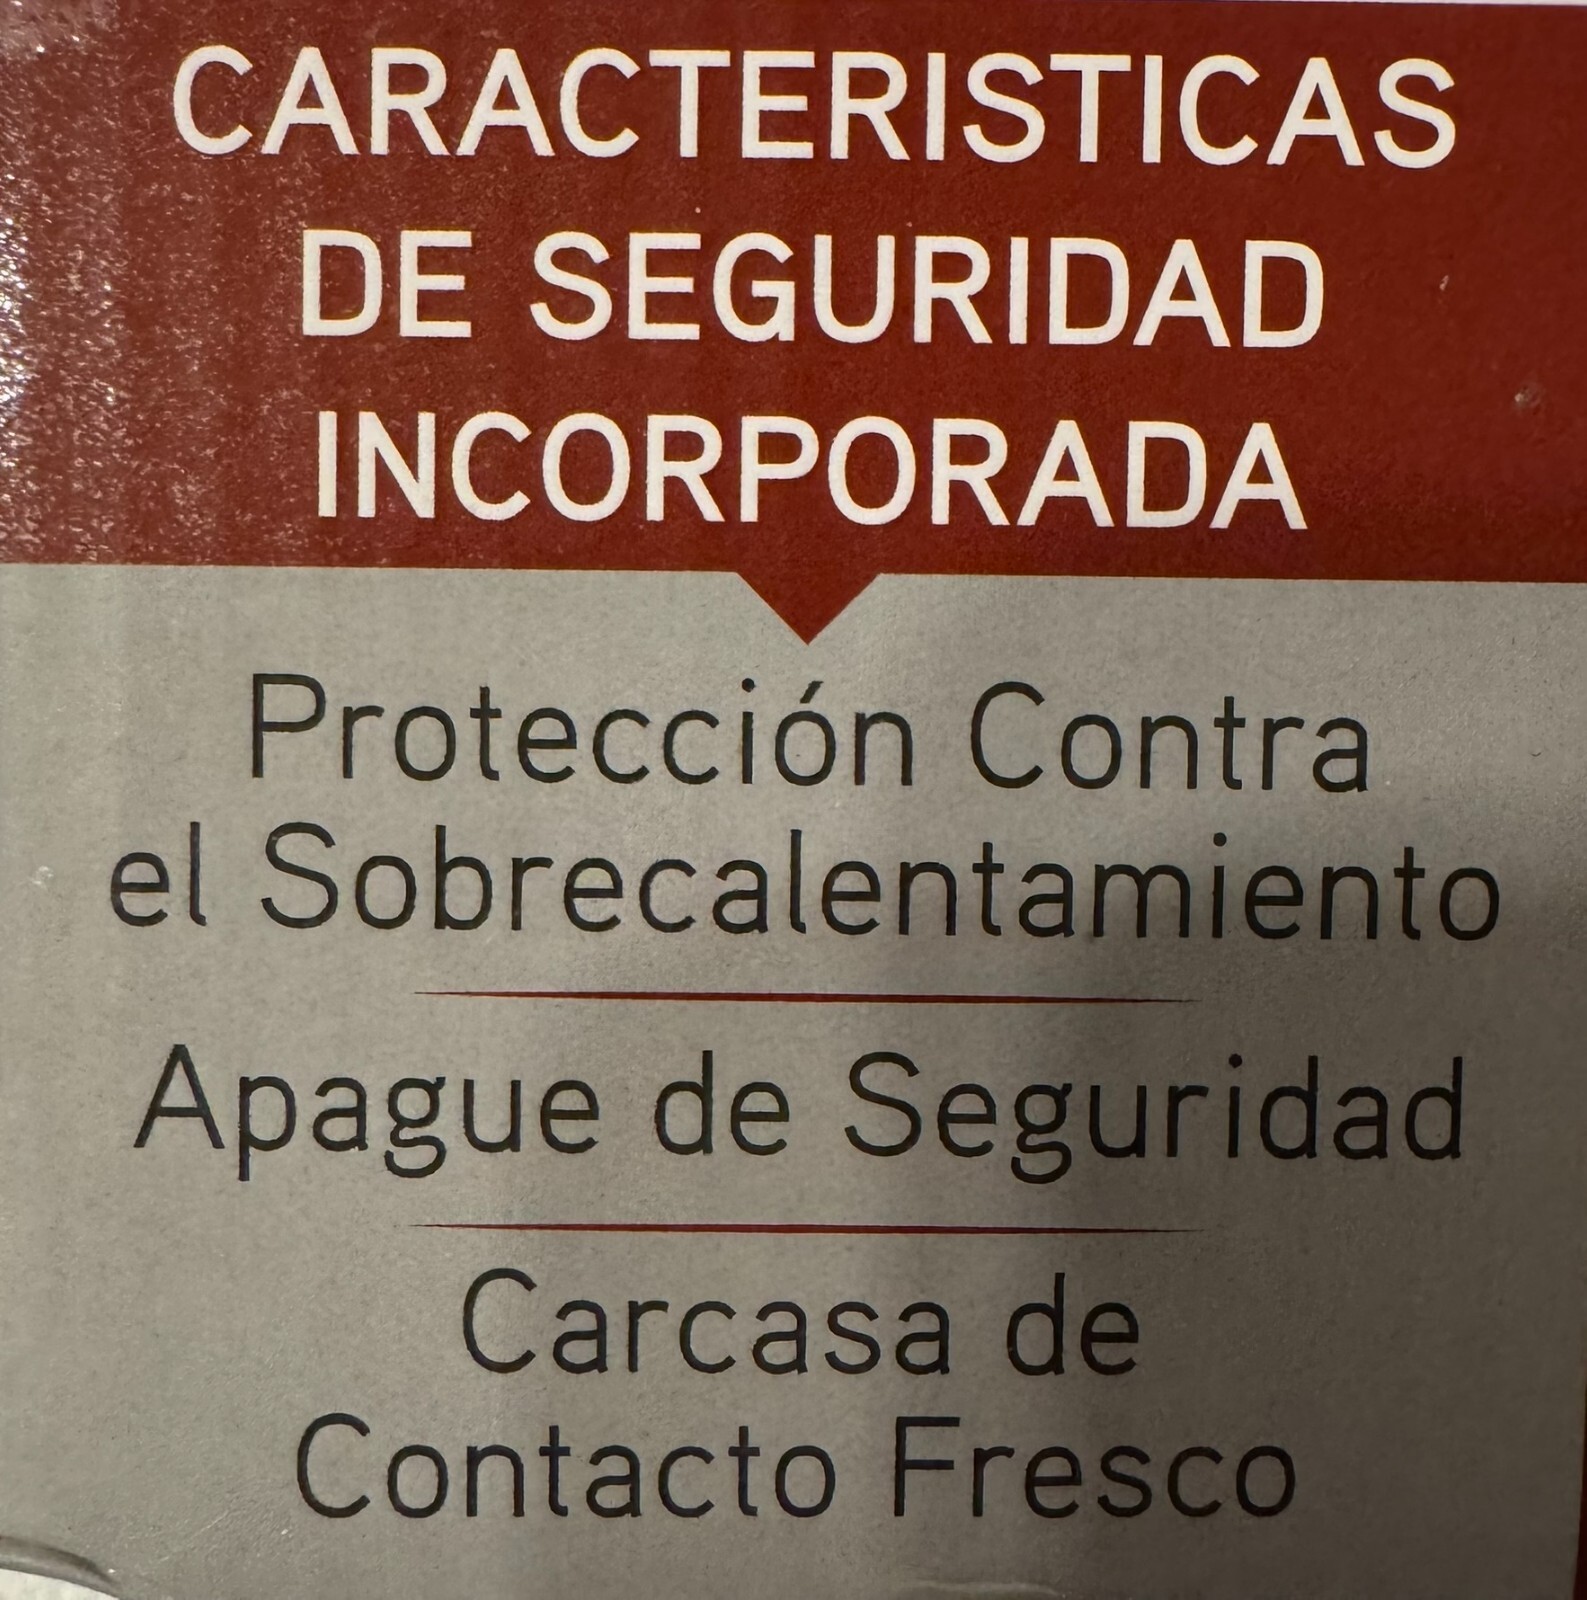 CARACTERISTICAS
DE SEGURIDAD
INCORPORADA
Protección Contra
el Sobrecalentamiento
Apague de Seguridad
Carcasa de
Contacto Fresco